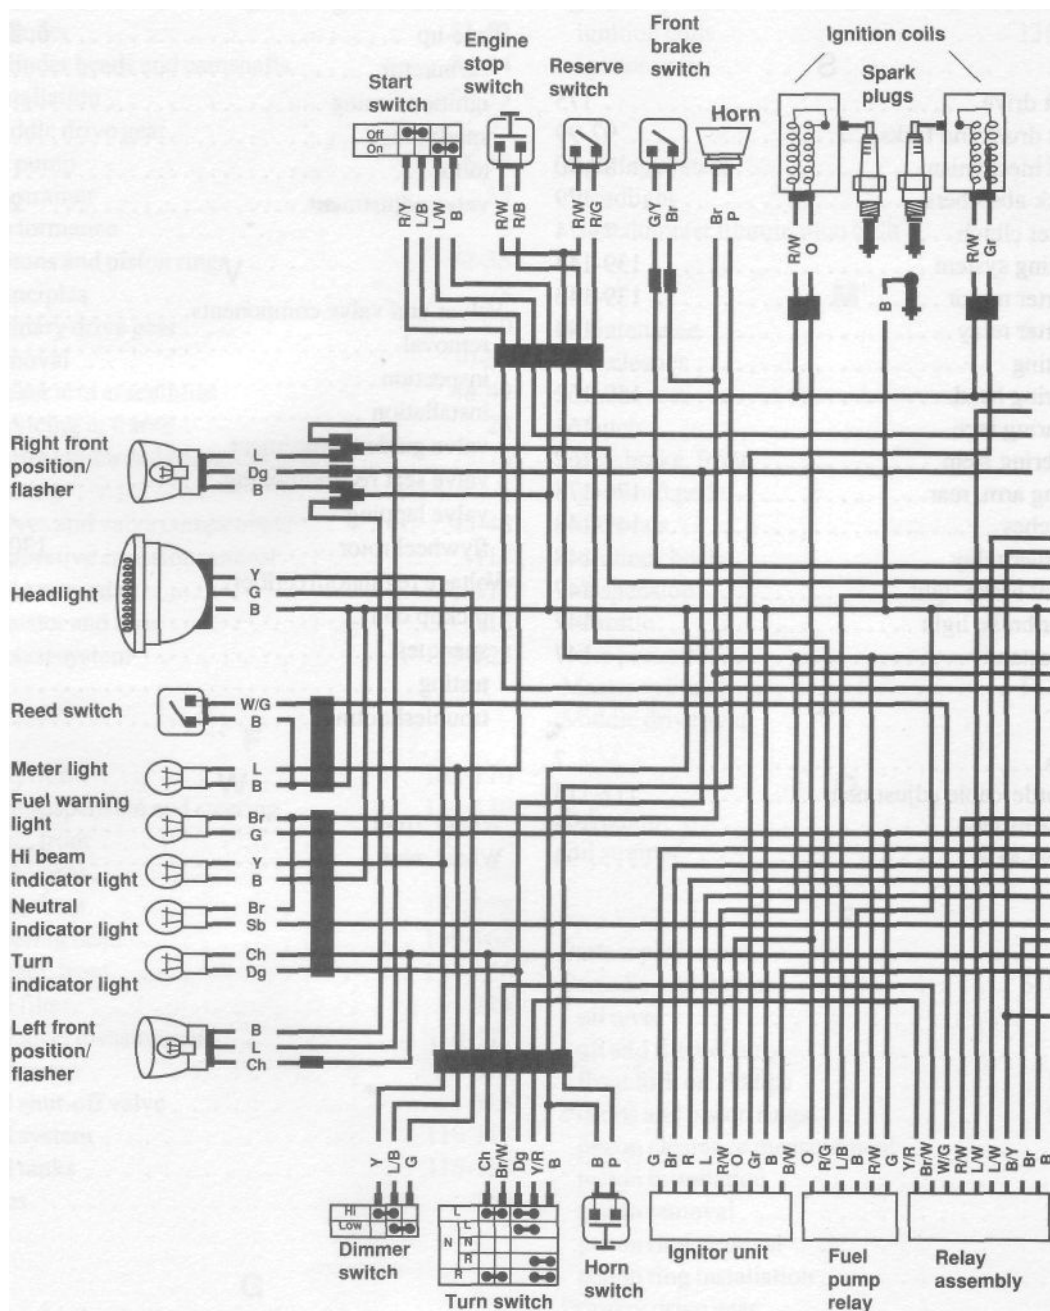 Engine
stop
switch
Start
switch
Reserve
switch
Front
brake
switch
Horn
Ignition coils
Spark
plugs
Off
On
R/Y
L/B
L/W
B
R/W
R/B
R/W
R/G
G/Y
Br
Br
P
R/W
O
B
R/W
Gr
Right front
position/
flasher
L
Dg
B
Headlight
Y
G
B
Reed switch
W/G
B
Meter light
L
B
Fuel warning
light
Br
G
Hi beam
indicator light
Y
B
Neutral
indicator light
Br
Sb
Turn
indicator light
Ch
Dg
Left front
position/
flasher
B
L
Ch
Y
L/B
G
Ch
Br/W
Dg
Y/R
B
B
P
G
Br
R
L
R/W
O
Gr
B
B/W
O
R/G
L/B
R/W
G
Y/R
Br/W
W/G
R/W
L/W
L/W
B/Y
Br
HI
Low
Dimmer
switch
L
L
N
N
R
R
Turn switch
Horn
switch
Ignitor unit
Fuel
pump
relay
Relay
assembly